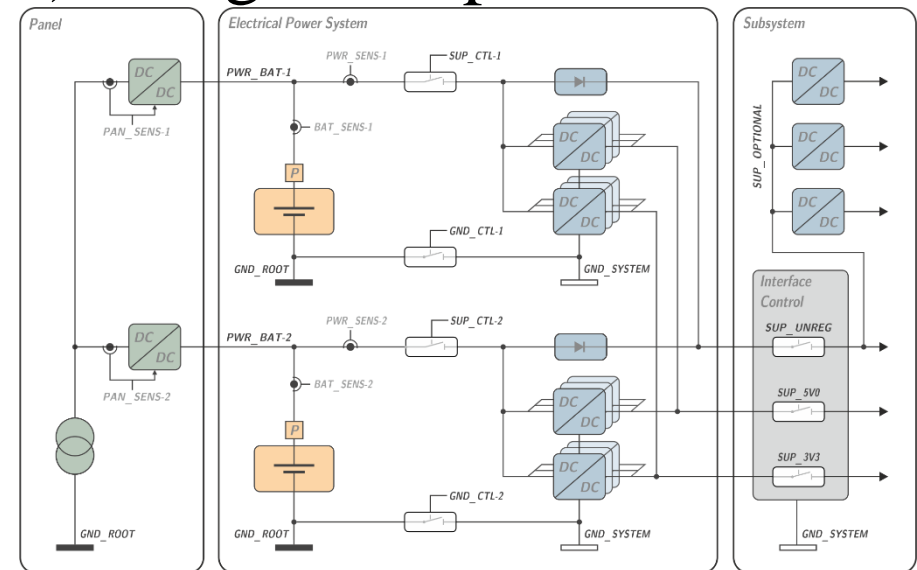 Panel
DC
DC
PAN_SENS-1
DC
DC
PAN_SENS-2
GND_ROOT
Electrical Power System
PWR_BAT-1
PWR_SENS-1
SUP_CTL-1
BAT_SENS-1
P
DC
DC
DC
DC
GND_CTL-1
GND_ROOT
GND_SYSTEM
PWR_BAT-2
PWR_SENS-2
SUP_CTL-2
BAT_SENS-2
P
DC
DC
DC
DC
GND_CTL-2
GND_ROOT
GND_SYSTEM
Subsystem
DC
DC
DC
DC
DC
DC
SUP_OPTIONAL
Interface
Control
SUP_UNREG
SUP_5V0
SUP_3V3
GND_SYSTEM